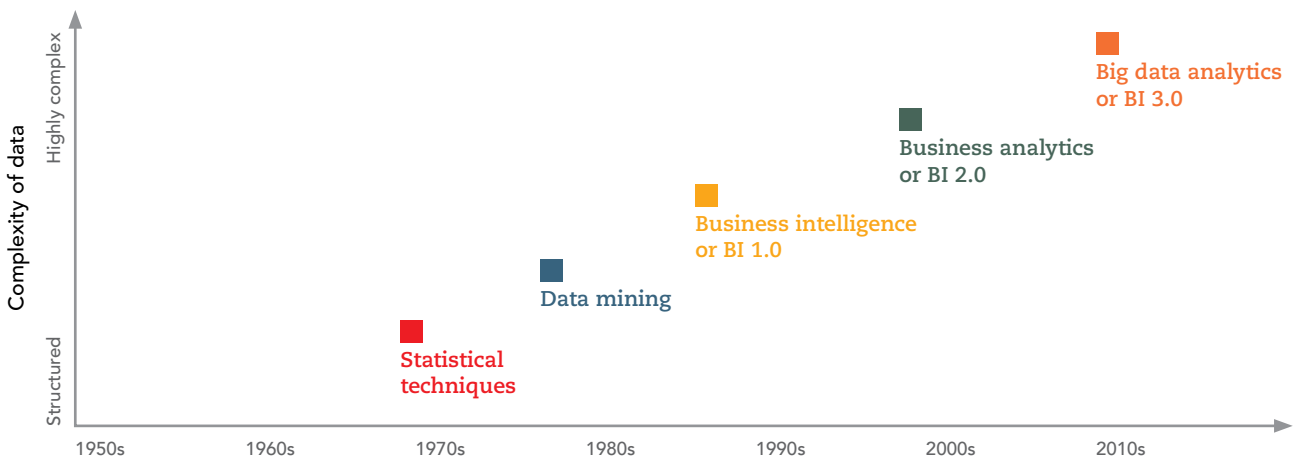 Complexity of data
Highly complex
Structured
Big data analytics
or BI 3.0
Business analytics
or BI 2.0
Business intelligence
or BI 1.0
Data mining
Statistical
techniques
1950s
1960s
1970s
1980s
1990s
2000s
2010s